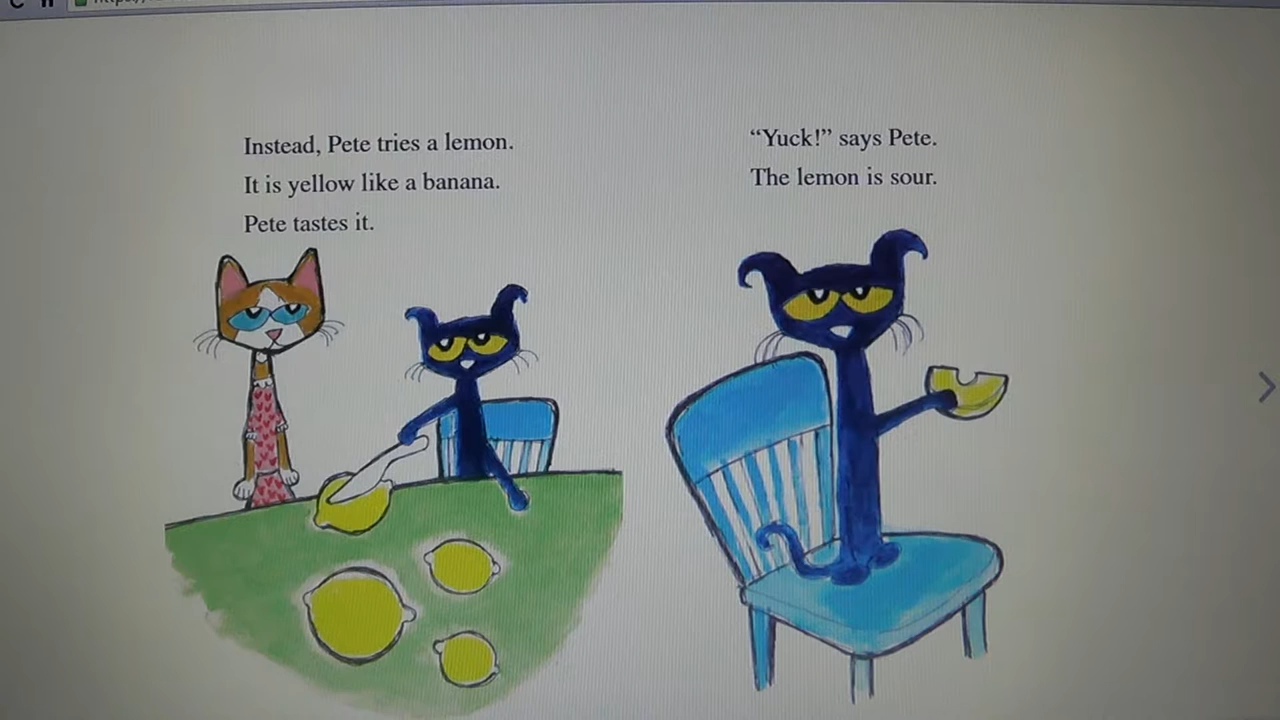 Instead, Pete tries a lemon.
It is yellow like a banana.
Pete tastes it.
“Yuck!” says Pete.
The lemon is sour.